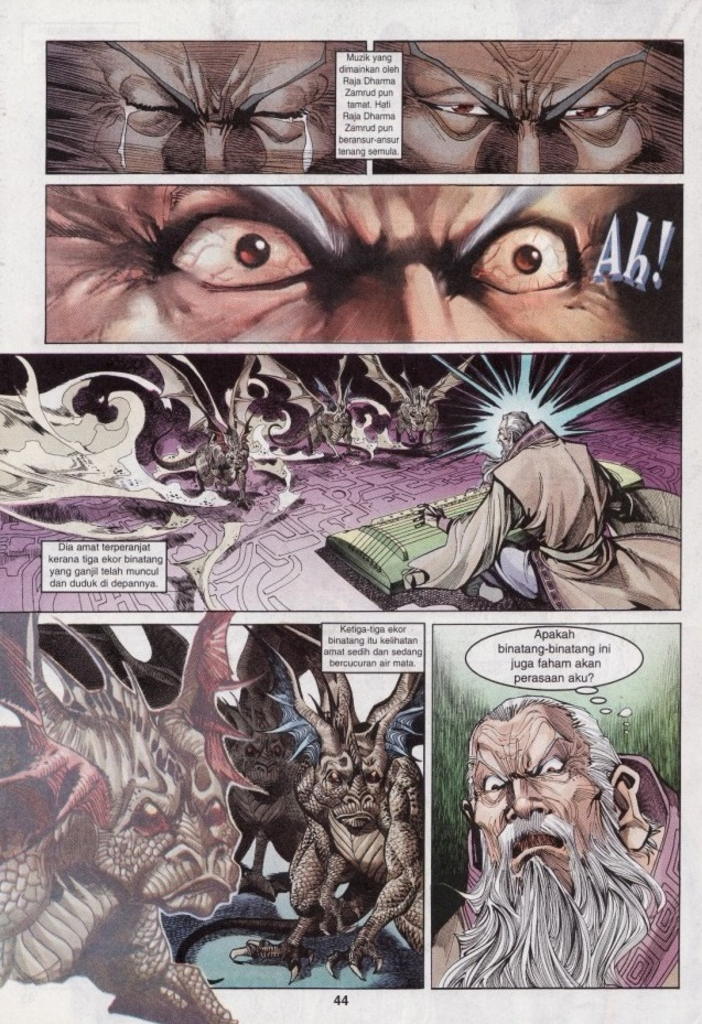 Muzik yang
dimainkan oleh
Raja Dharma
Zamrud pun
tamat. Hati
Raja Dharma
Zamrud pun
beransur-ansur
tenang semula.
Ah!
Dia amat terperanjat
kerana tiga ekor binatang
yang ganjil telah muncul
dan duduk di depannya.
Ketiga-tiga ekor
binatang itu kelihatan
amat sedih dan sedang
bercucuran air mata.
Apakah
binatang-binatang ini
juga faham akan
perasaan aku?
44